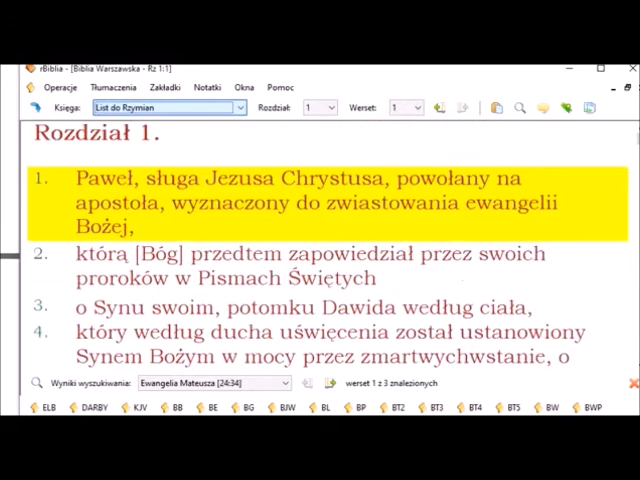 rBiblia - [Biblia Warszawska - Rz 1:1]
Operacje Tłumaczenia Zakładki Notatki Okna Pomoc
Księga: List do Rzymian Rozdział: 1 Werset: 1
Rozdział 1.
1. Paweł, sługa Jezusa Chrystusa, powołany na
apostoła, wyznaczony do zwiastowania ewangelii
Bożej,
2. którą [Bóg] przedtem zapowiedział przez swoich
proroków w Pismach Świętych
3. o Synu swoim, potomku Dawida według ciała,
4. który według ducha uświęcenia został ustanowiony
Synem Bożym w mocy przez zmartwychwstanie, o
Wyniki wyszukiwania: Ewangelia Mateusza [24:34] werset 1 z 3 znalezionych
ELB DARBY KJV BB BE BG BJW BL BP BT2 BT3 BT4 BT5 BW BWP